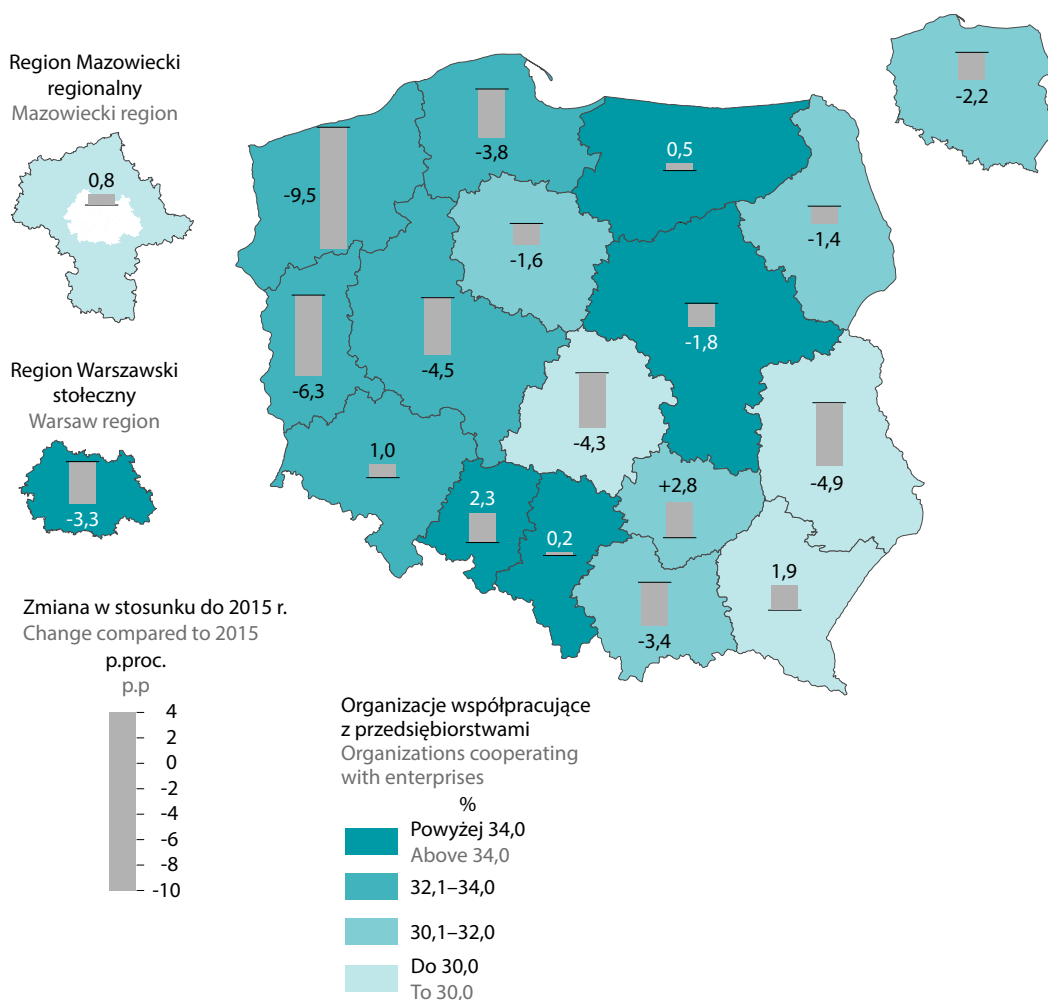 Region Mazowiecki
regionalny
Mazowiecki region
0,8
Region Warszawski
stołeczny
Warsaw region
-3,3
-2,2
-3,8
0,5
-9,5
-1,6
-1,4
-6,3
-4,5
-1,8
-4,3
-4,9
1,0
2,3
0,2
+2,8
-3,4
1,9
Zmiana w stosunku do 2015 r.
Change compared to 2015
p.proc.
p.p
4
2
0
-2
-4
-6
-8
-10
Organizacje współpracujące
z przedsiębiorstwami
Organizations cooperating
with enterprises
%
Powyżej 34,0
Above 34,0
32,1–34,0
30,1–32,0
Do 30,0
To 30,0